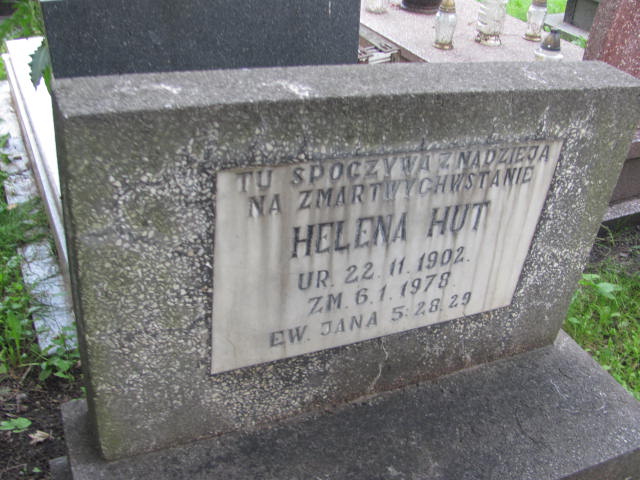 TU SPOCZYWA Z NADZIEJĄ
NA ZMARTWYCHWSTANIE
HELENA HUT
UR. 22.11.1902.
ZM. 6.1.1978.
EW. JANA 5:28.29